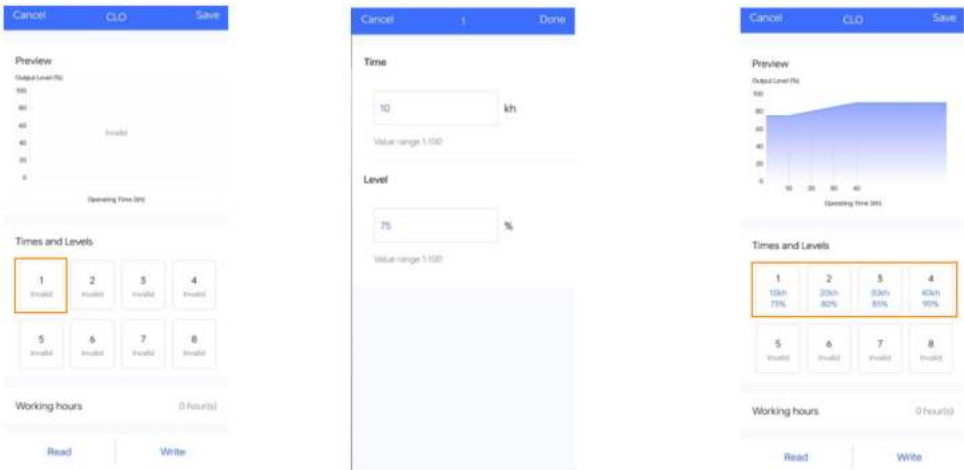 Cancel CLO Save
Preview
Output Level (%)
100
80
60
40
20
0
Invalid
Operating Time (kh)
Times and Levels
1 2 3 4
Invalid Invalid Invalid Invalid
5 6 7 8
Invalid Invalid Invalid Invalid
Working hours 0 hour(s)
Read Write
Cancel 1 Done
Time
10 kh
Value range 1-100
Level
75 %
Value range 1-100
Cancel CLO Save
Preview
Output Level (%)
100
80
60
40
20
0
10 20 30 40
Operating Time (kh)
Times and Levels
1 2 3 4
10kh 20kh 30kh 40kh
75% 80% 85% 90%
5 6 7 8
Invalid Invalid Invalid Invalid
Working hours 0 hour(s)
Read Write